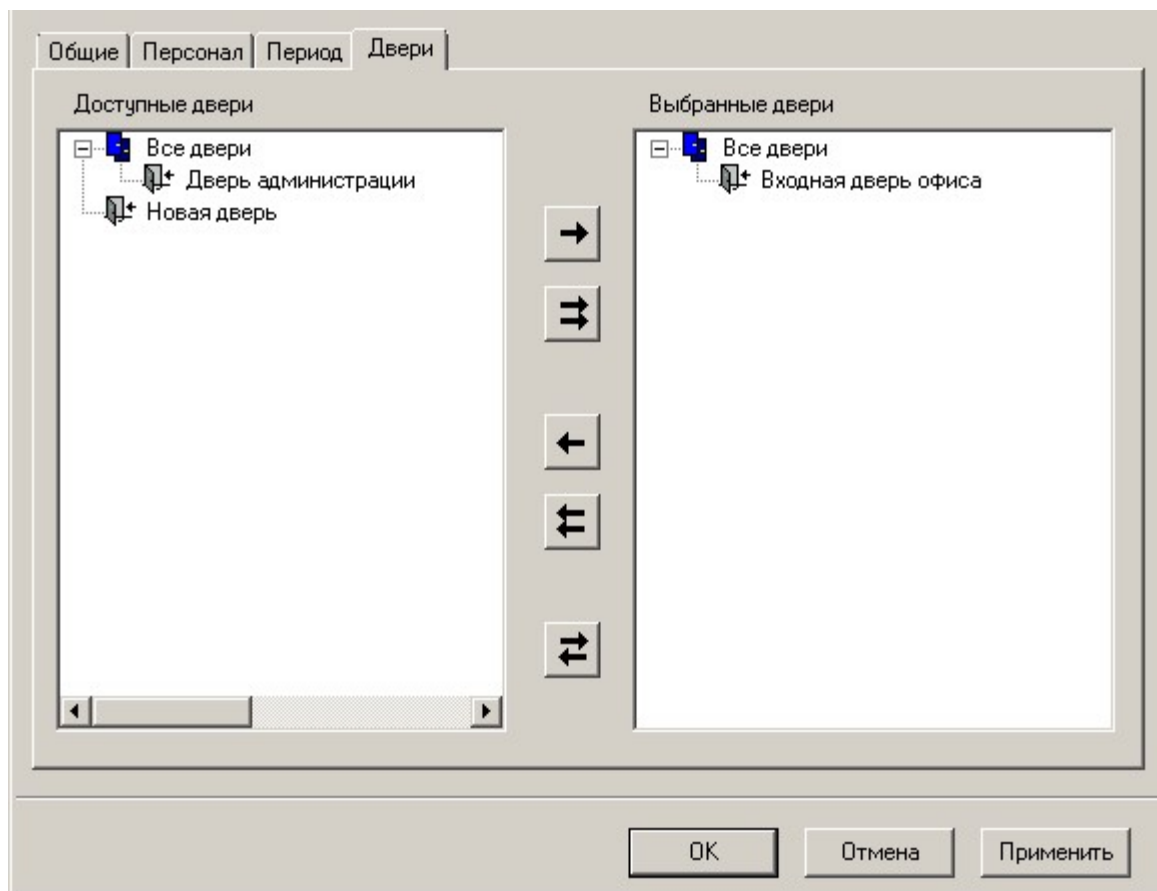 Общие Персонал Период Двери
Доступные двери
Все двери
Дверь администрации
Новая дверь
Выбранные двери
Все двери
Входная дверь офиса
OK Отмена Применить